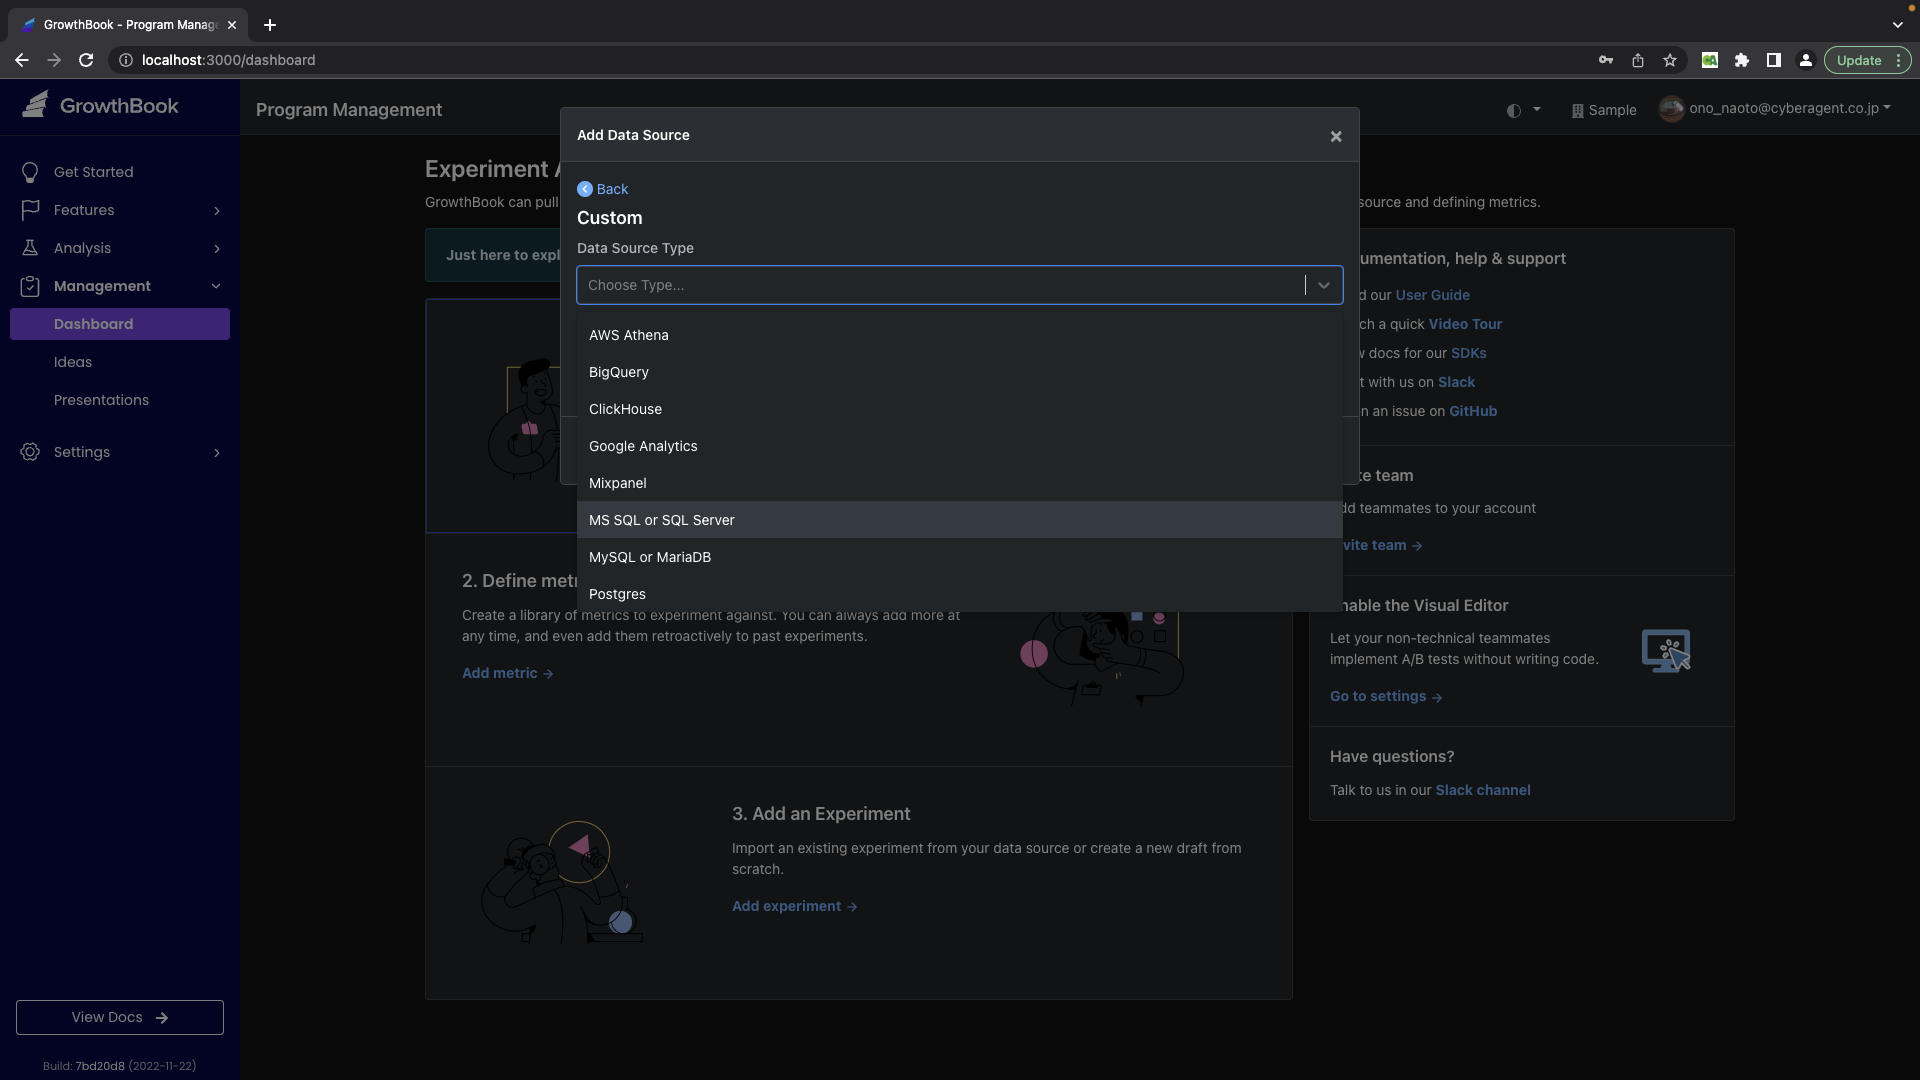 GrowthBook - Program Manag
localhost:3000/dashboard
Update
GrowthBook
Program Management
Sample
ono_naoto@cyberagent.co.jp
Get Started
Features
Analysis
Management
Dashboard
Ideas
Presentations
Settings
View Docs
Build: 7bd20d8 (2022-11-22)
Add Data Source
Back
Custom
Data Source Type
Choose Type...
AWS Athena
BigQuery
ClickHouse
Google Analytics
Mixpanel
MS SQL or SQL Server
MySQL or MariaDB
Postgres
Experiment A
GrowthBook can pull
source and defining metrics.
Just here to expl
2. Define metr
Create a library of metrics to experiment against. You can always add more at
any time, and even add them retroactively to past experiments.
Add metric →
3. Add an Experiment
Import an existing experiment from your data source or create a new draft from
scratch.
Add experiment →
umentation, help & support
d our User Guide
ch a quick Video Tour
w docs for our SDKs
t with us on Slack
n an issue on GitHub
te team
dd teammates to your account
vite team →
nable the Visual Editor
Let your non-technical teammates
implement A/B tests without writing code.
Go to settings →
Have questions?
Talk to us in our Slack channel